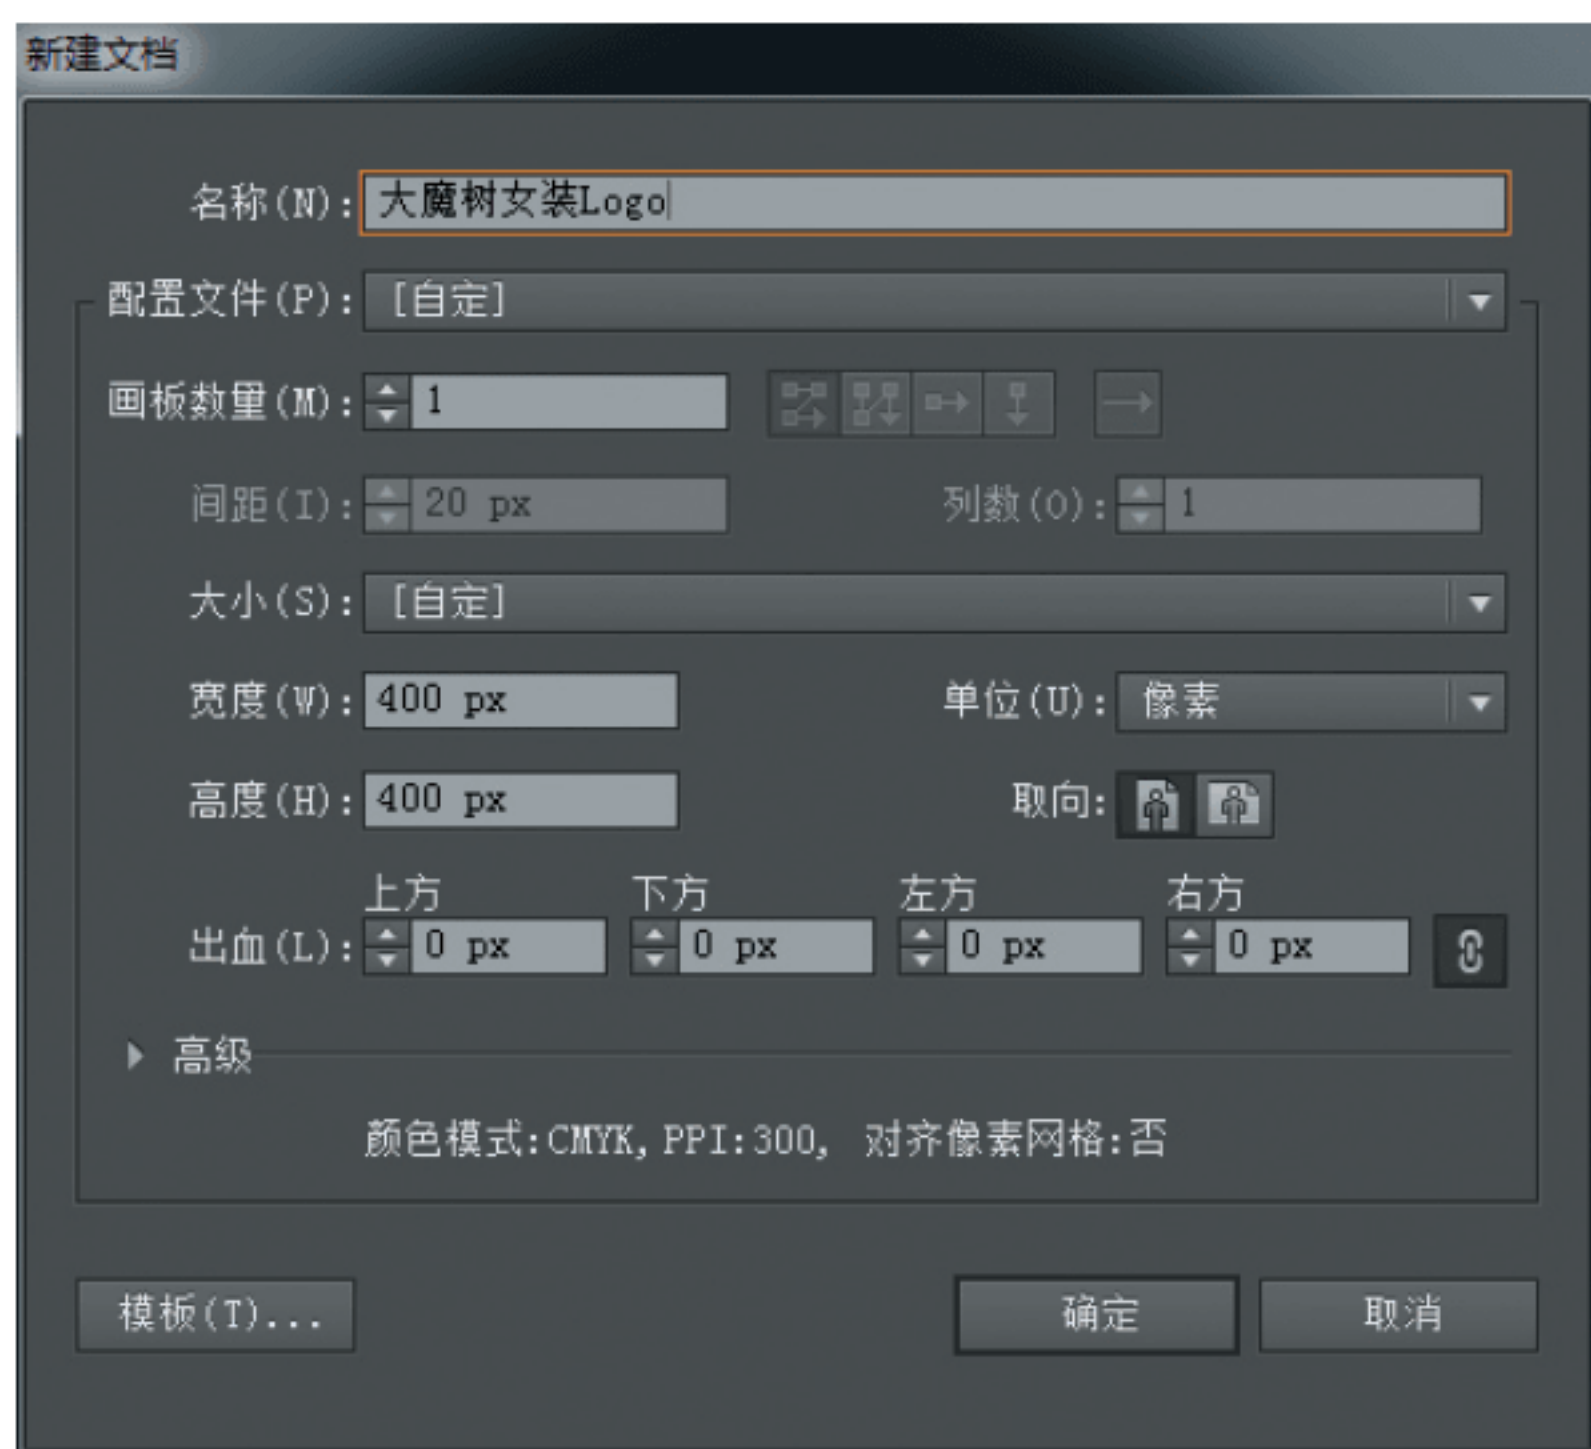 新建文档
名称(N): 大魔树女装Logo
配置文件(P): [自定]
画板数量(M): 1
间距(I): 20 px 列数(O): 1
大小(S): [自定]
宽度(W): 400 px 单位(U): 像素
高度(H): 400 px 取向:
上方 下方 左方 右方
出血(L): 0 px 0 px 0 px 0 px
高级
颜色模式:CMYK, PPI:300, 对齐像素网格:否
模板(T)... 确定 取消